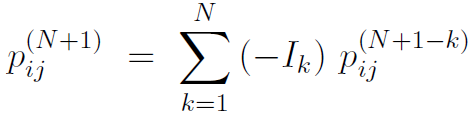 p_{ij}^{(N+1)} = \sum_{k=1}^{N} (-I_k) p_{ij}^{(N+1-k)}